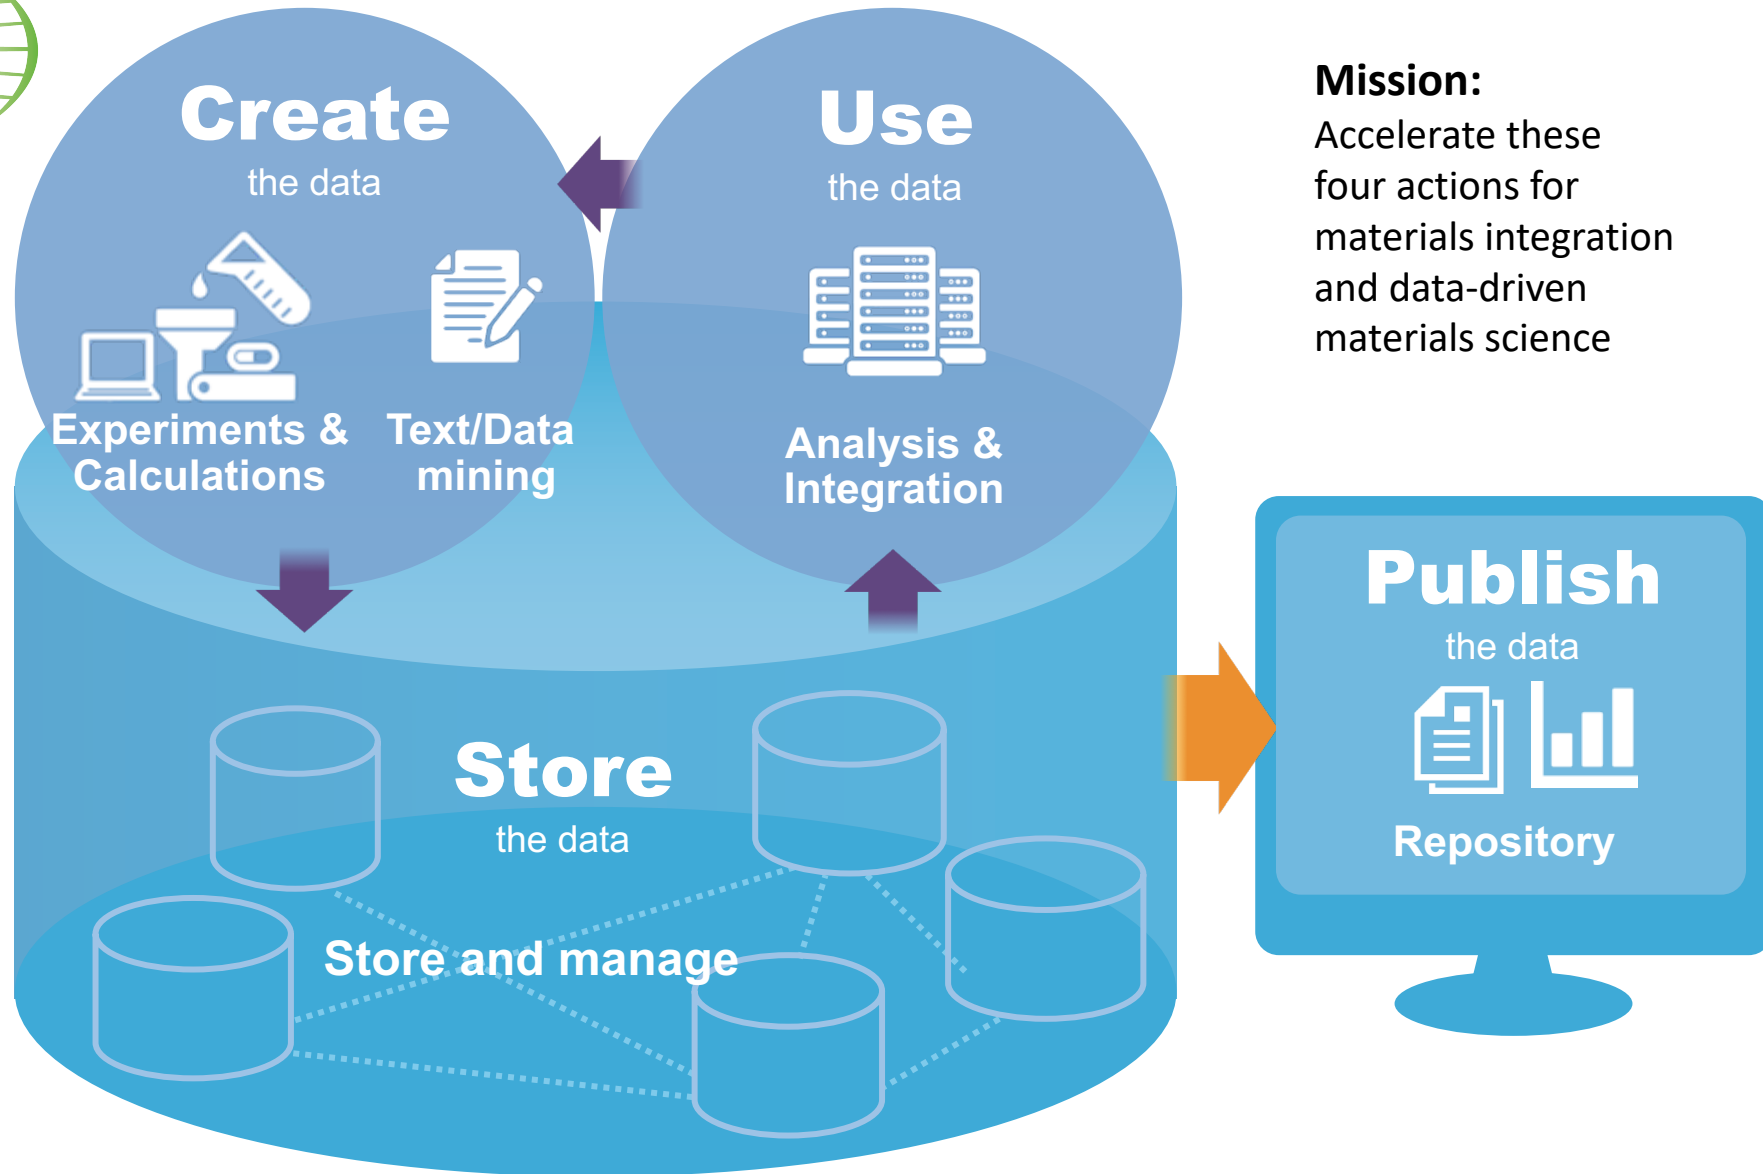 Create
the data
Experiments &
Calculations
Text/Data
mining
Use
the data
Analysis &
Integration
Mission:
Accelerate these
four actions for
materials integration
and data-driven
materials science
Store
the data
Store and manage
Publish
the data
Repository